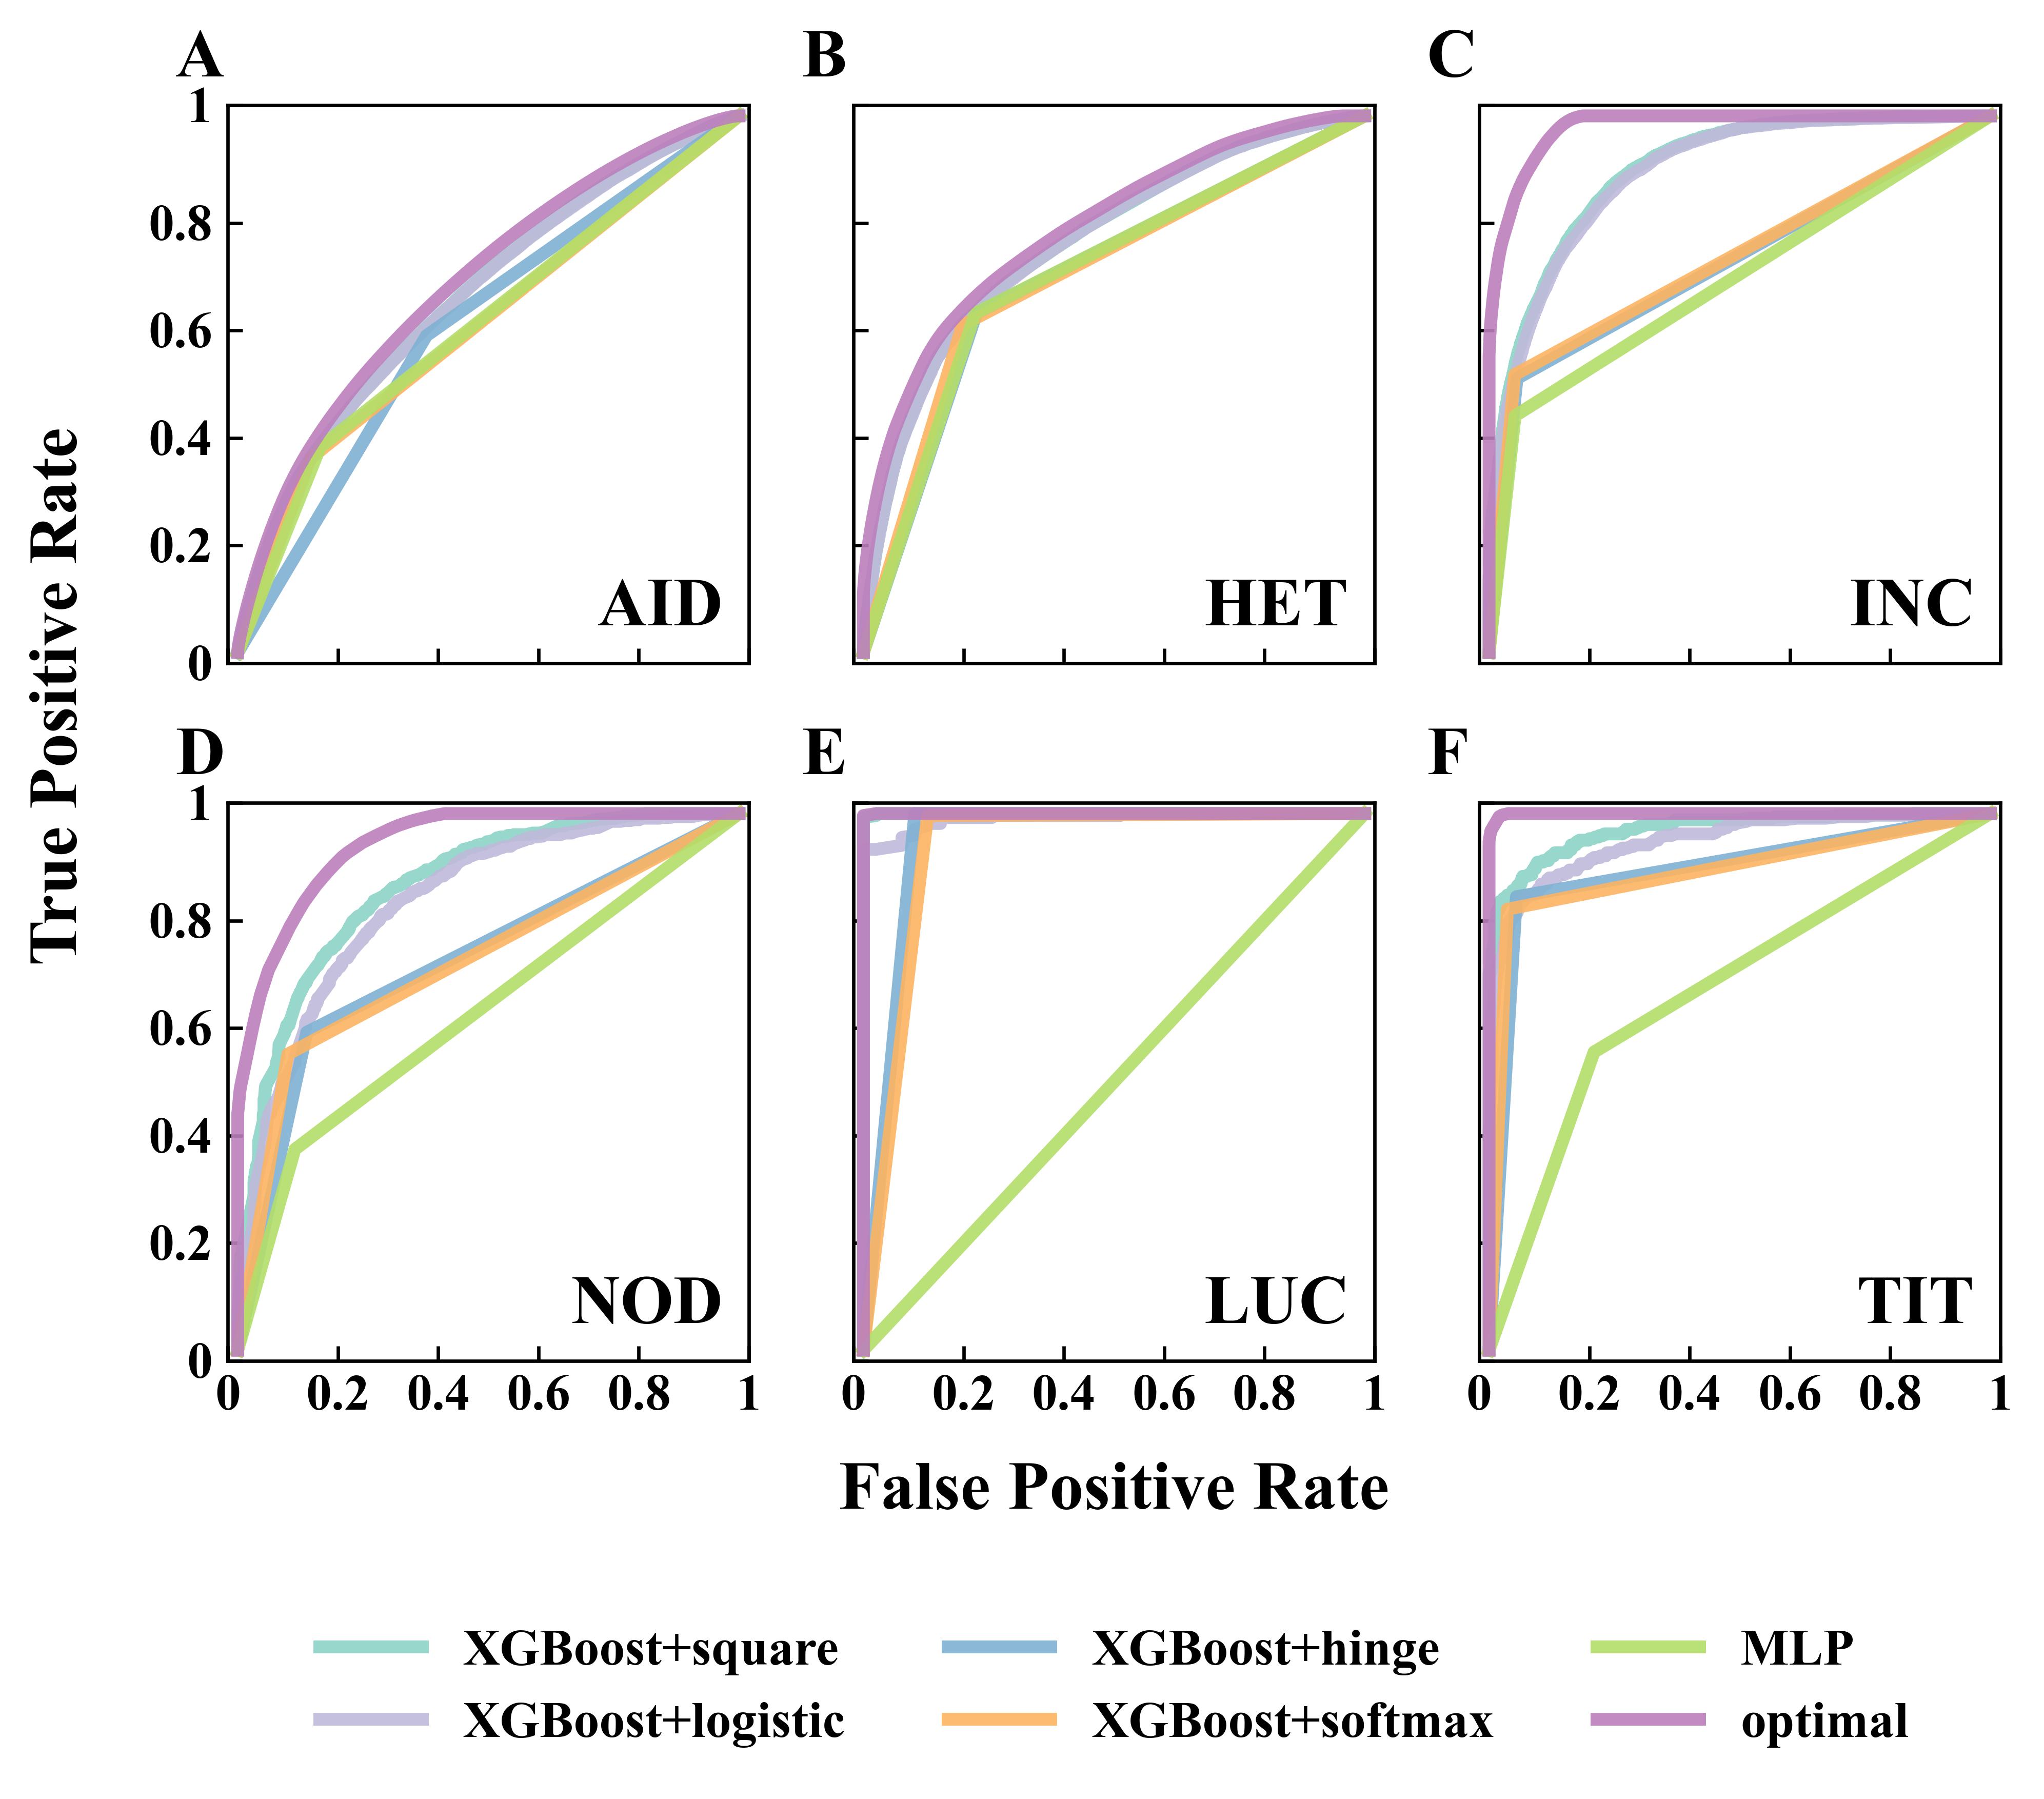 A
B
C
True Positive Rate
1
0.8
0.6
0.4
0.2
0
AID
HET
INC
D
E
F
1
0.8
0.6
0.4
0.2
0
NOD
LUC
TIT
0 0.2 0.4 0.6 0.8 1
0 0.2 0.4 0.6 0.8 1
0 0.2 0.4 0.6 0.8 1
False Positive Rate
XGBoost+square
XGBoost+hinge
MLP
XGBoost+logistic
XGBoost+softmax
optimal